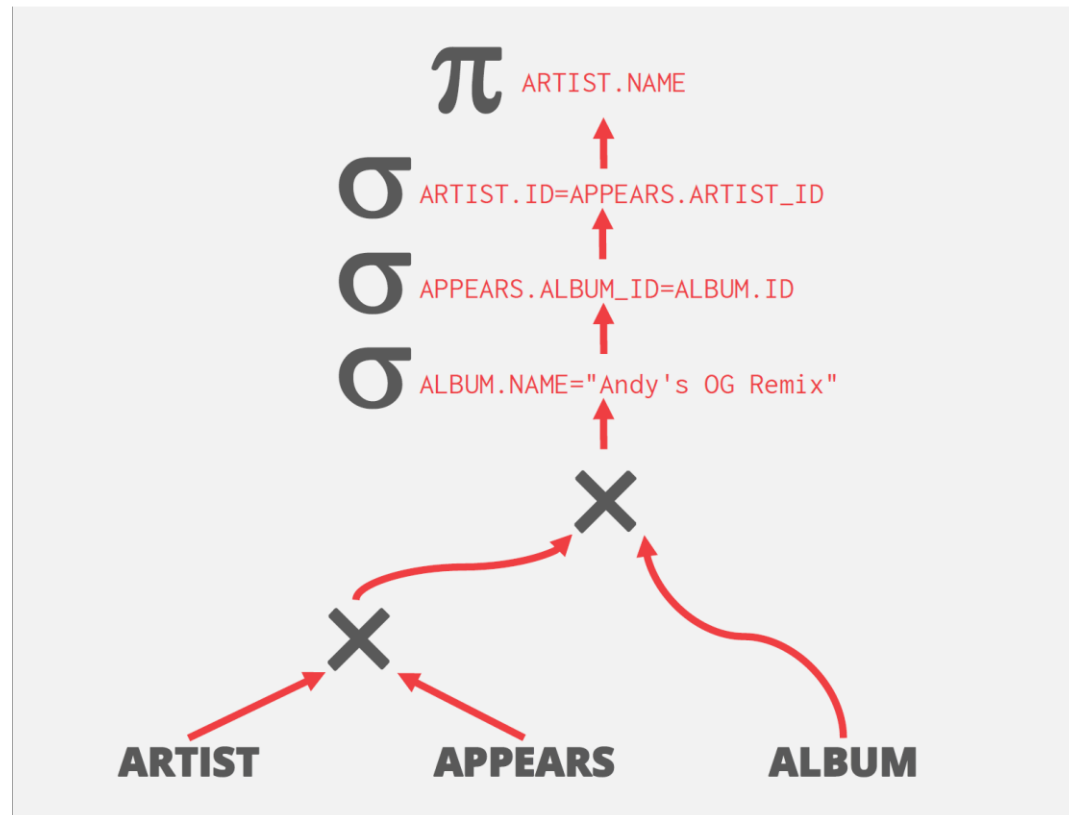 π ARTIST.NAME
σ ARTIST.ID=APPEARS.ARTIST_ID
σ APPEARS.ALBUM_ID=ALBUM.ID
σ ALBUM.NAME="Andy's OG Remix"
×
×
ARTIST APPEARS ALBUM